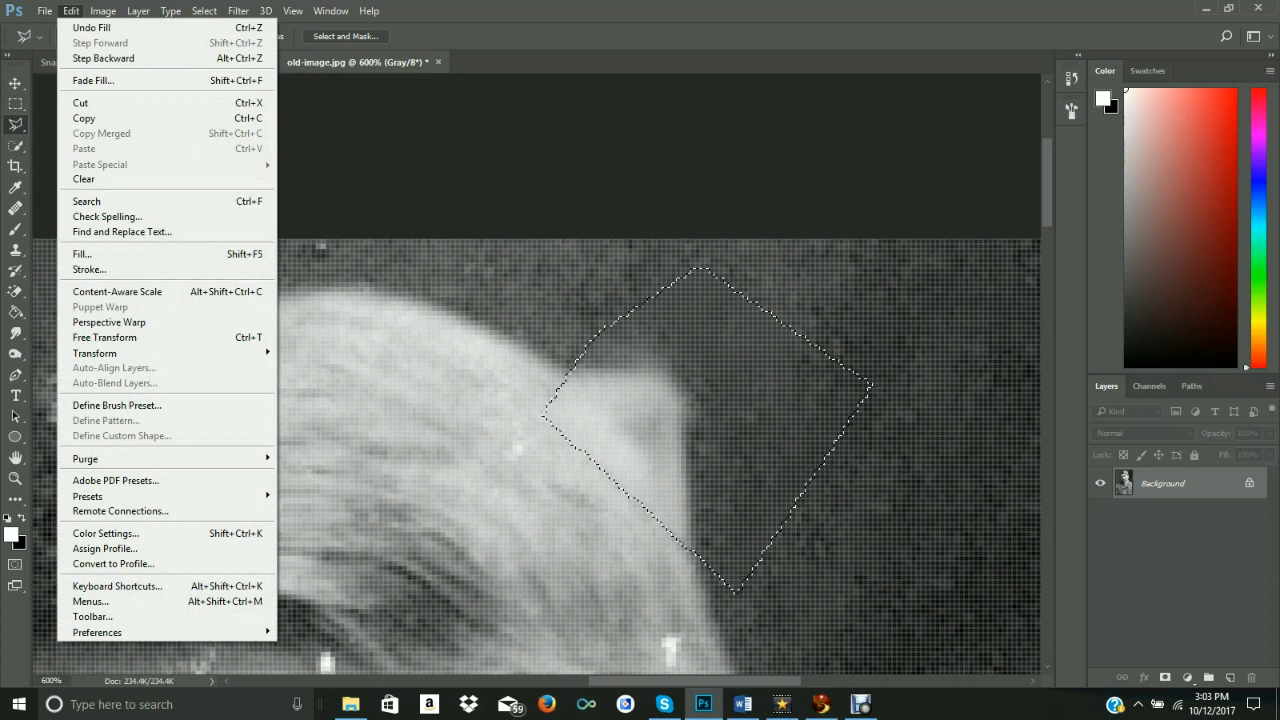 Ps File Edit Image Layer Type Select Filter 3D View Window Help
Select and Mask...
old-image.jpg @ 600% (Gray/8*) * ×
Undo Fill Ctrl+Z
Step Forward Shift+Ctrl+Z
Step Backward Alt+Ctrl+Z
Fade Fill... Shift+Ctrl+F
Cut Ctrl+X
Copy Ctrl+C
Copy Merged Shift+Ctrl+C
Paste Ctrl+V
Paste Special
Clear
Search Ctrl+F
Check Spelling...
Find and Replace Text...
Fill... Shift+F5
Stroke...
Content-Aware Scale Alt+Shift+Ctrl+C
Puppet Warp
Perspective Warp
Free Transform Ctrl+T
Transform
Auto-Align Layers...
Auto-Blend Layers...
Define Brush Preset...
Define Pattern...
Define Custom Shape...
Purge
Adobe PDF Presets...
Presets
Remote Connections...
Color Settings... Shift+Ctrl+K
Assign Profile...
Convert to Profile...
Keyboard Shortcuts... Alt+Shift+Ctrl+K
Menus... Alt+Shift+Ctrl+M
Toolbar...
Preferences
Color Swatches
Layers Channels Paths
Kind
Normal Opacity: 100%
Lock: Fill: 100%
Background
600% Doc: 234.4K/234.4K
Type here to search
59
Ps
3:03 PM
10/12/2017